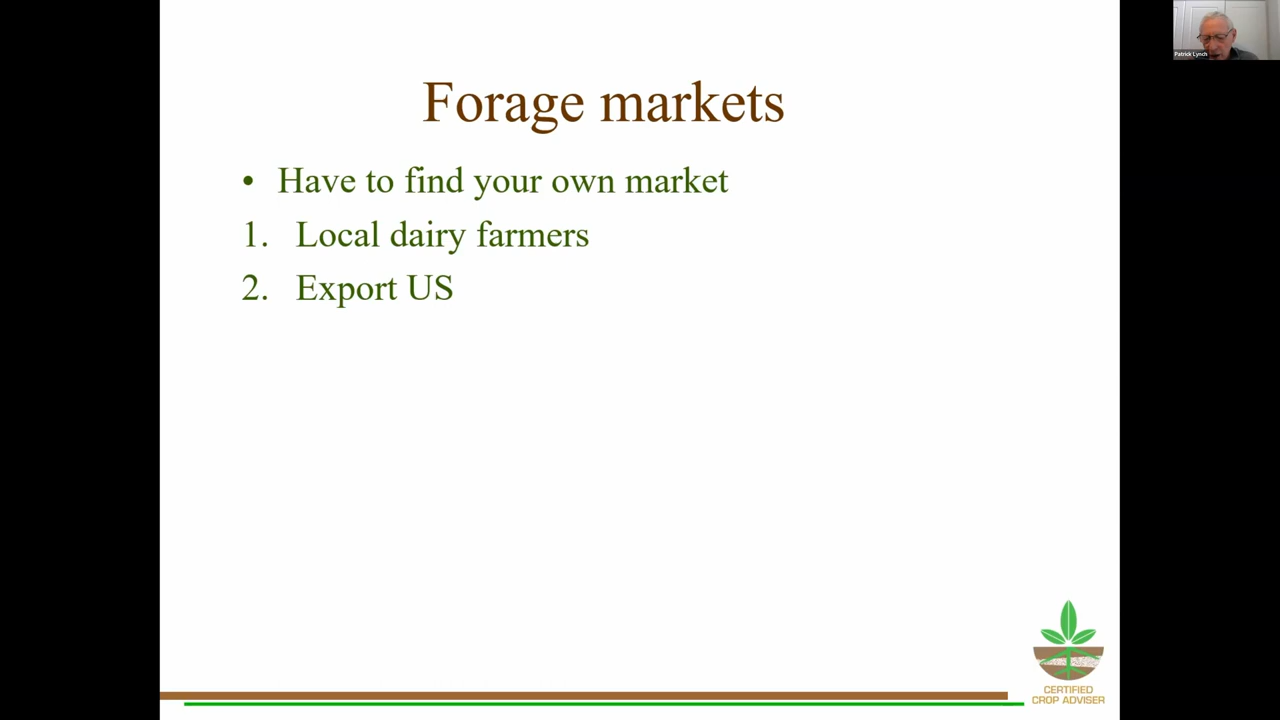 Patrick Lynch
Forage markets
• Have to find your own market
1. Local dairy farmers
2. Export US
CERTIFIED
CROP ADVISER